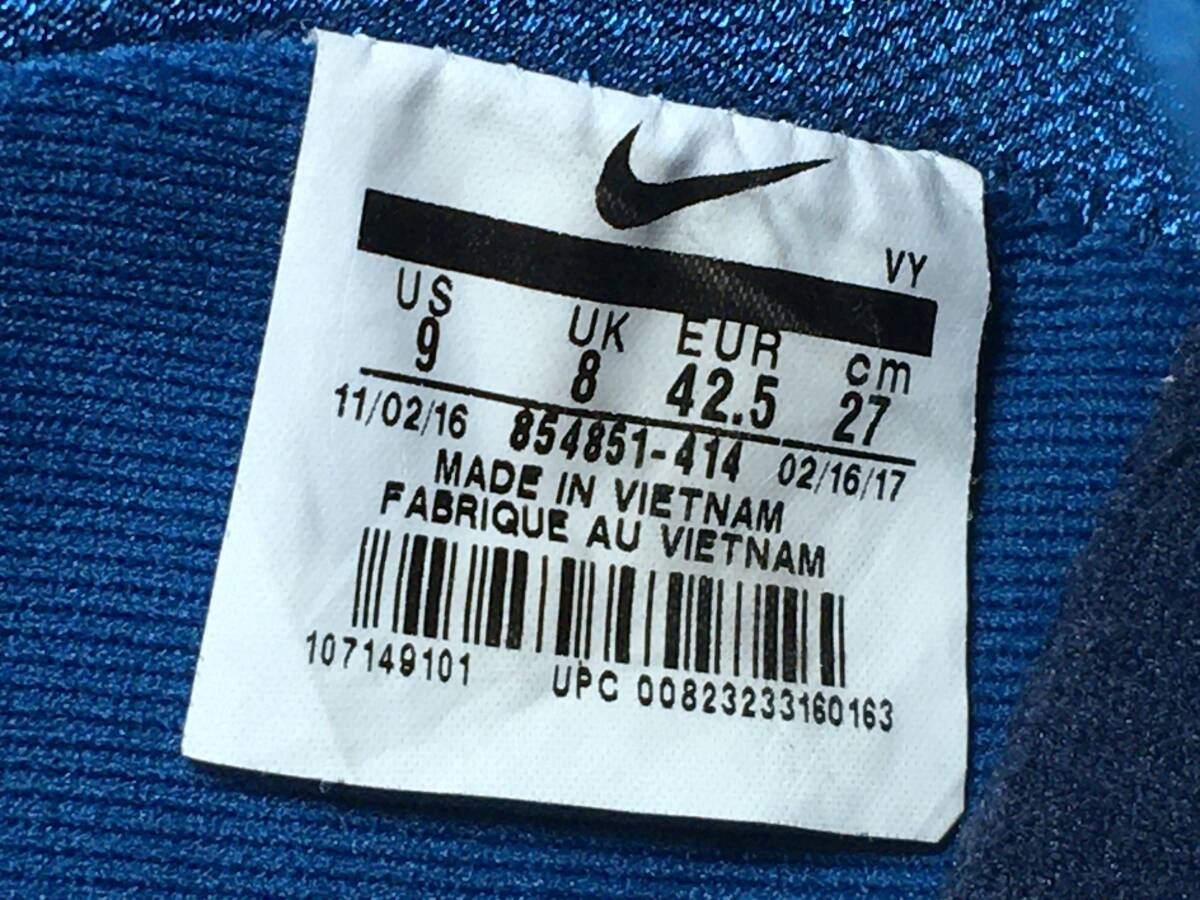 VY
US UK EUR cm
9 8 42.5 27
11/02/16 854851-414 02/16/17
MADE IN VIETNAM
FABRIQUE AU VIETNAM
107149101 UPC 00823233160163